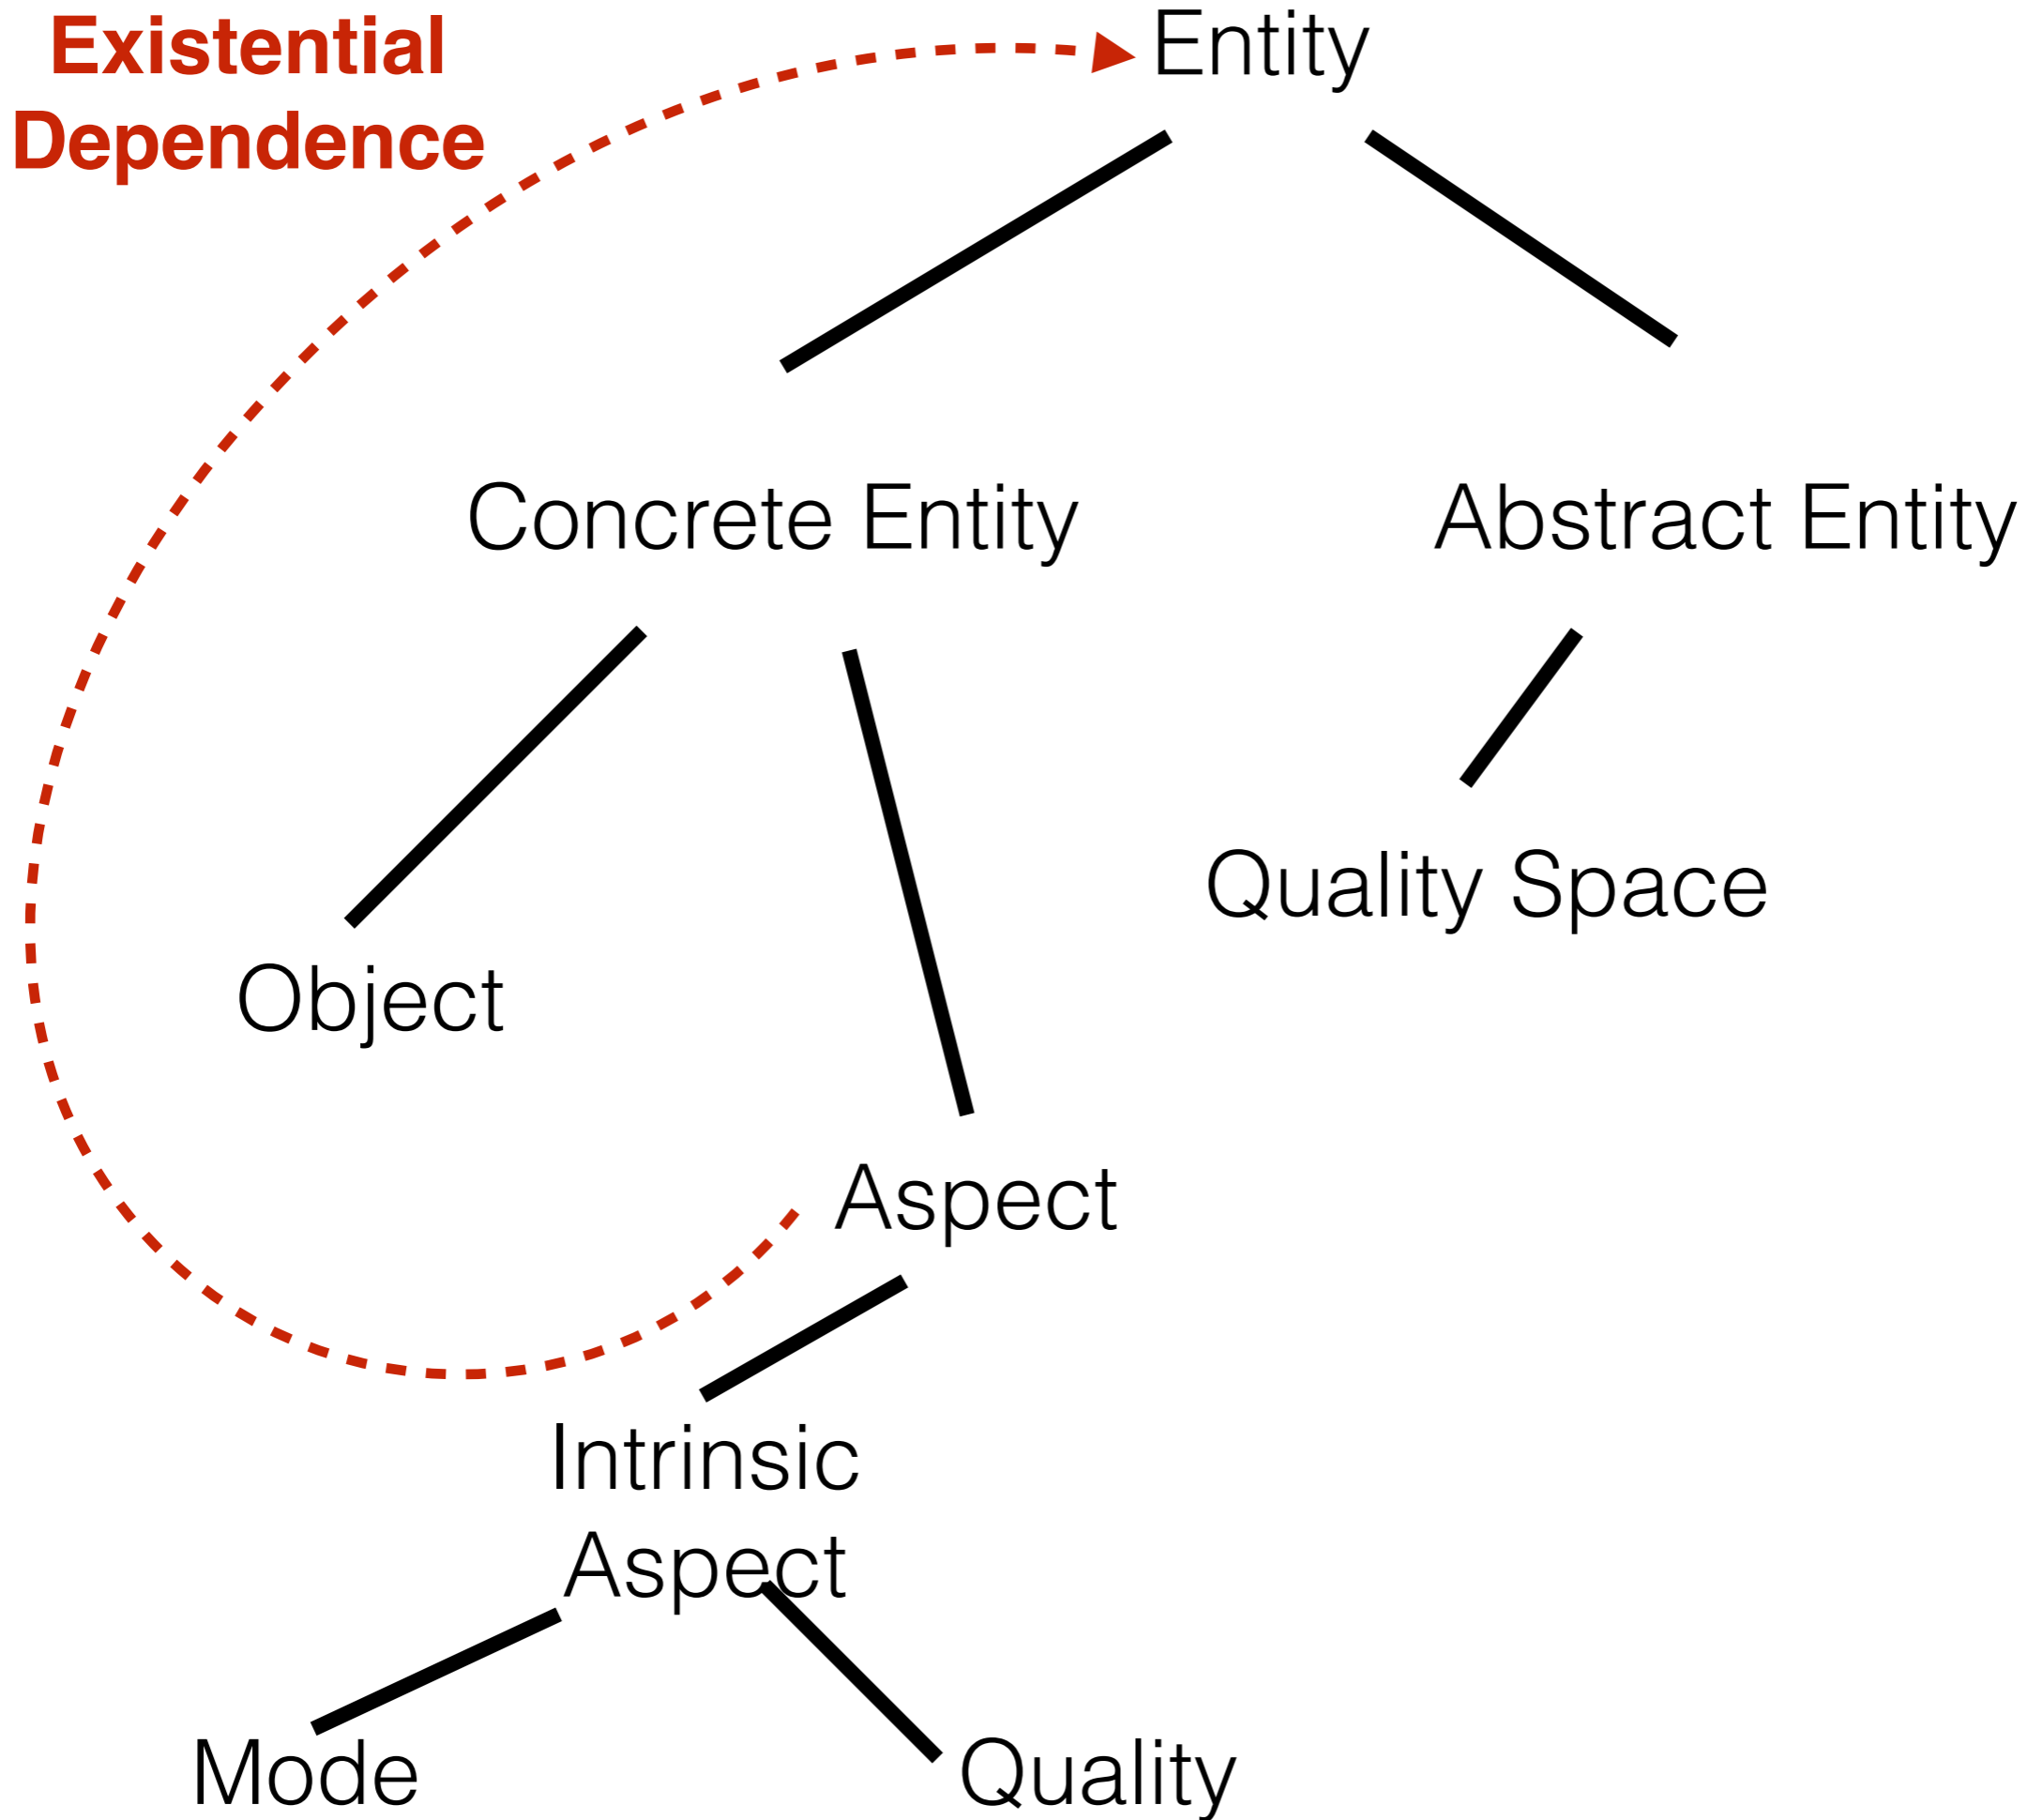 Existential
Dependence
Entity
Concrete Entity
Abstract Entity
Quality Space
Object
Aspect
Intrinsic
Aspect
Mode
Quality